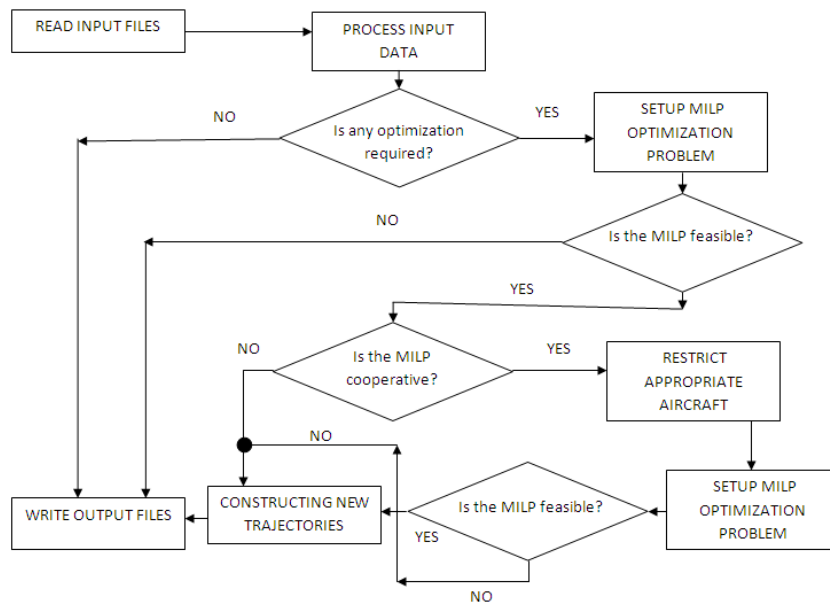 READ INPUT FILES
PROCESS INPUT
DATA
NO
YES
Is any optimization
required?
SETUP MILP
OPTIMIZATION
PROBLEM
NO
Is the MILP feasible?
YES
NO
Is the MILP
cooperative?
YES
RESTRICT
APPROPRIATE
AIRCRAFT
NO
WRITE OUTPUT FILES
CONSTRUCTING NEW
TRAJECTORIES
YES
Is the MILP feasible?
SETUP MILP
OPTIMIZATION
PROBLEM
NO